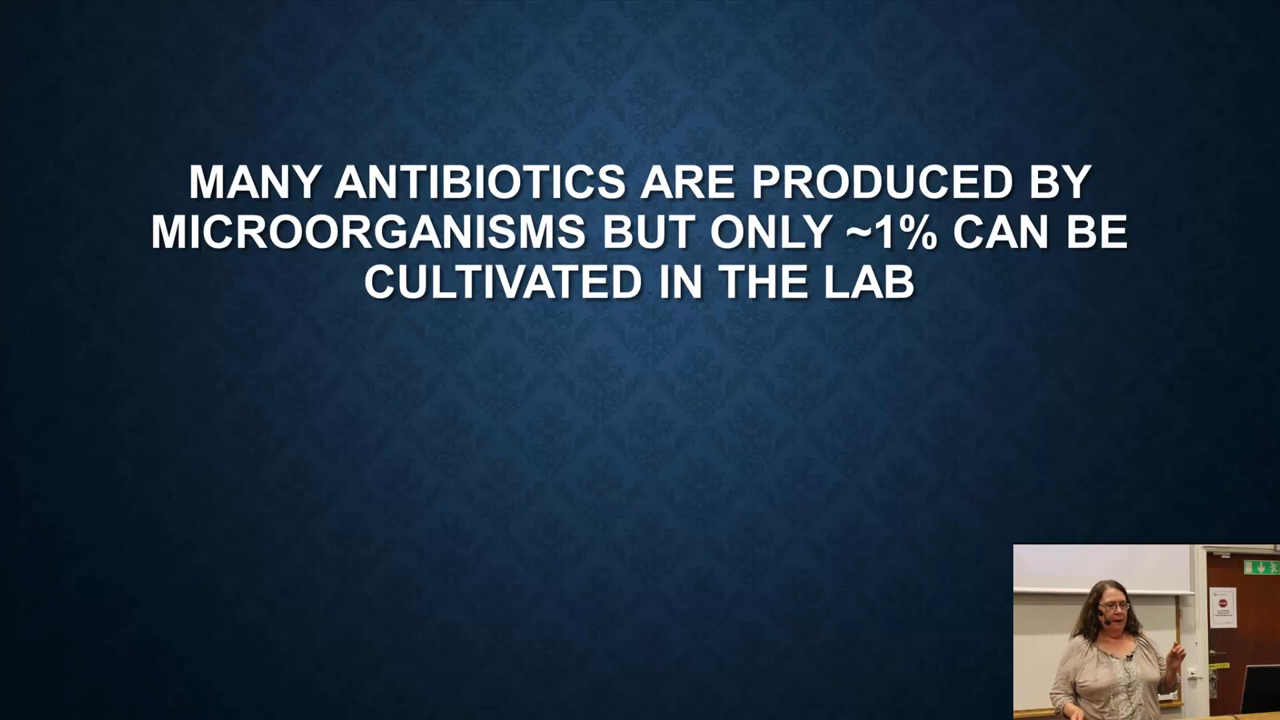 MANY ANTIBIOTICS ARE PRODUCED BY
MICROORGANISMS BUT ONLY ~1% CAN BE
CULTIVATED IN THE LAB